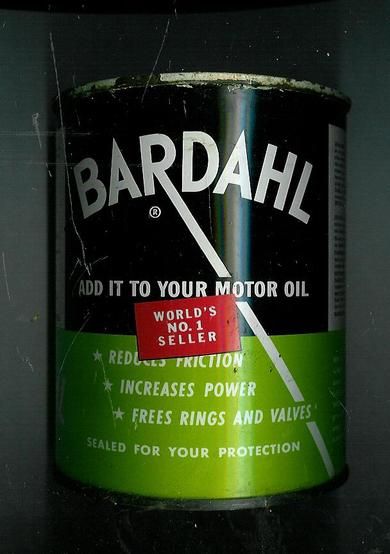 BARDAHL
®
ADD IT TO YOUR MOTOR OIL
WORLD'S
NO. 1
SELLER
★ REDUCES FRICTION
★ INCREASES POWER
★ FREES RINGS AND VALVES
SEALED FOR YOUR PROTECTION